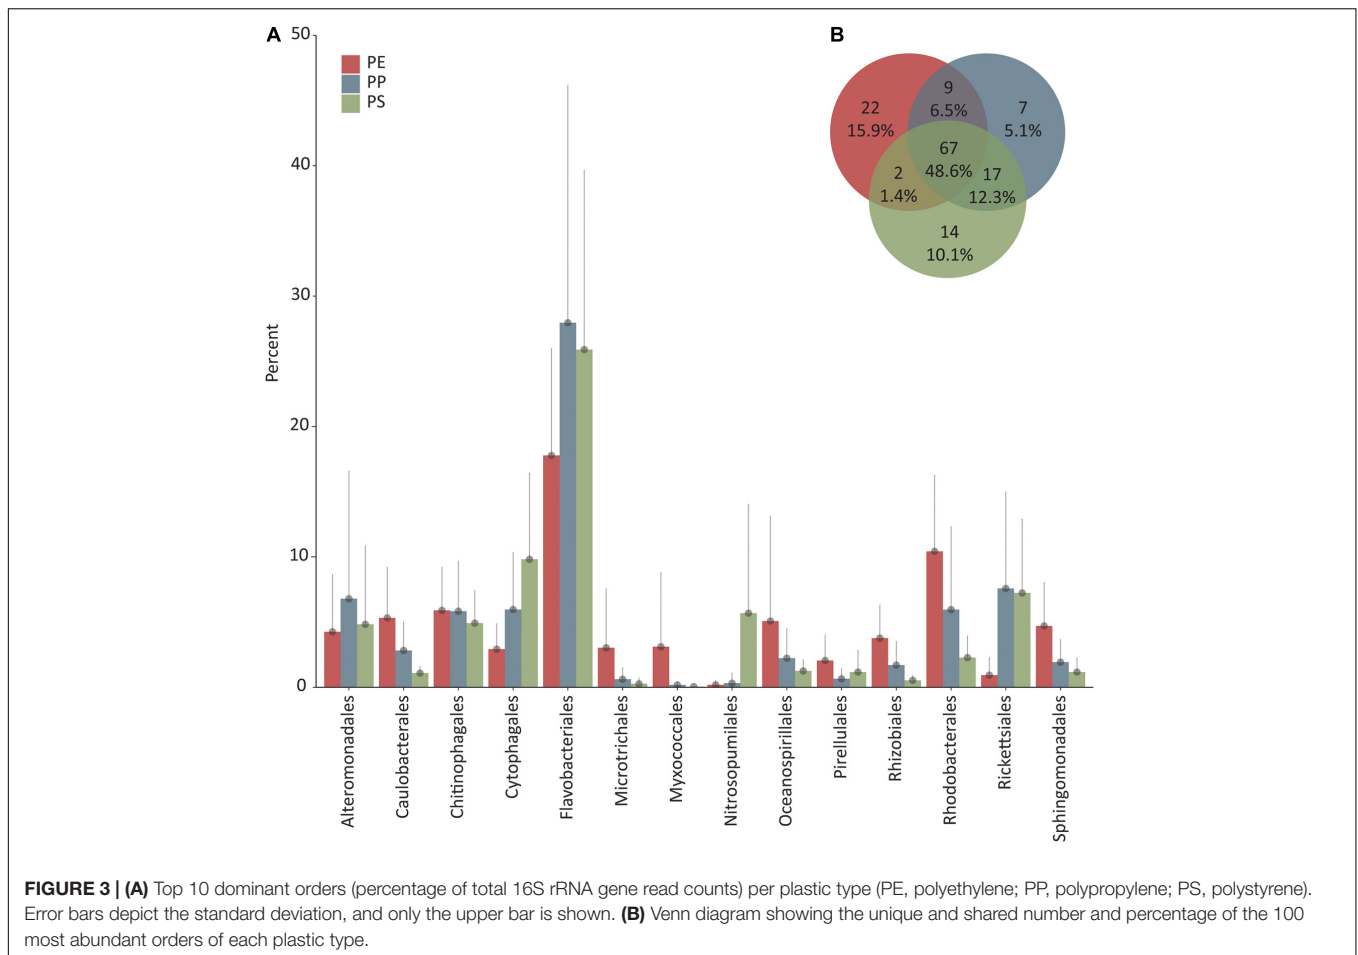 A
50
40
30
20
10
0
Percent
PE
PP
PS
Alteromonadales
Caulobacterales
Chitinophagales
Cytophagales
Flavobacteriales
Microtrichales
Myxococcales
Nitrosopumilales
Oceanospirillales
Pirellulales
Rhizobiales
Rhodobacterales
Rickettsiales
Sphingomonadales
B
22
15.9%
9
6.5%
7
5.1%
67
48.6%
2
1.4%
17
12.3%
14
10.1%
FIGURE 3 | (A) Top 10 dominant orders (percentage of total 16S rRNA gene read counts) per plastic type (PE, polyethylene; PP, polypropylene; PS, polystyrene).
Error bars depict the standard deviation, and only the upper bar is shown. (B) Venn diagram showing the unique and shared number and percentage of the 100
most abundant orders of each plastic type.